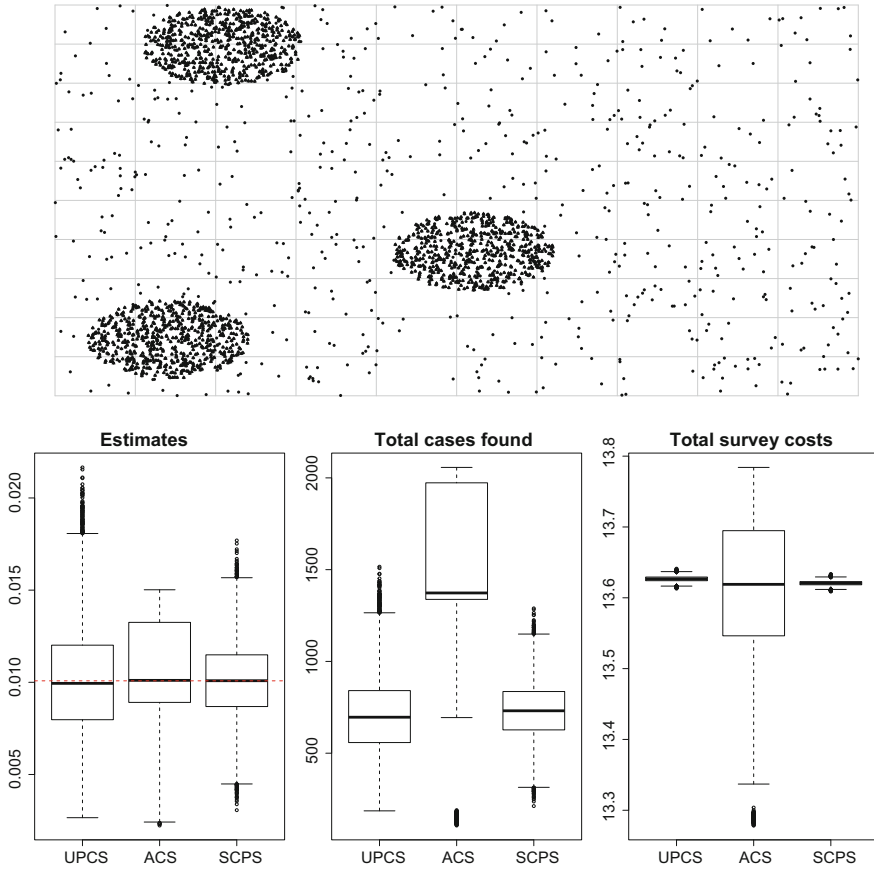 Estimates
0.020
0.015
0.010
0.005
UPCS ACS SCPS
Total cases found
2000
1500
1000
500
UPCS ACS SCPS
Total survey costs
13.8
13.7
13.6
13.5
13.4
13.3
UPCS ACS SCPS